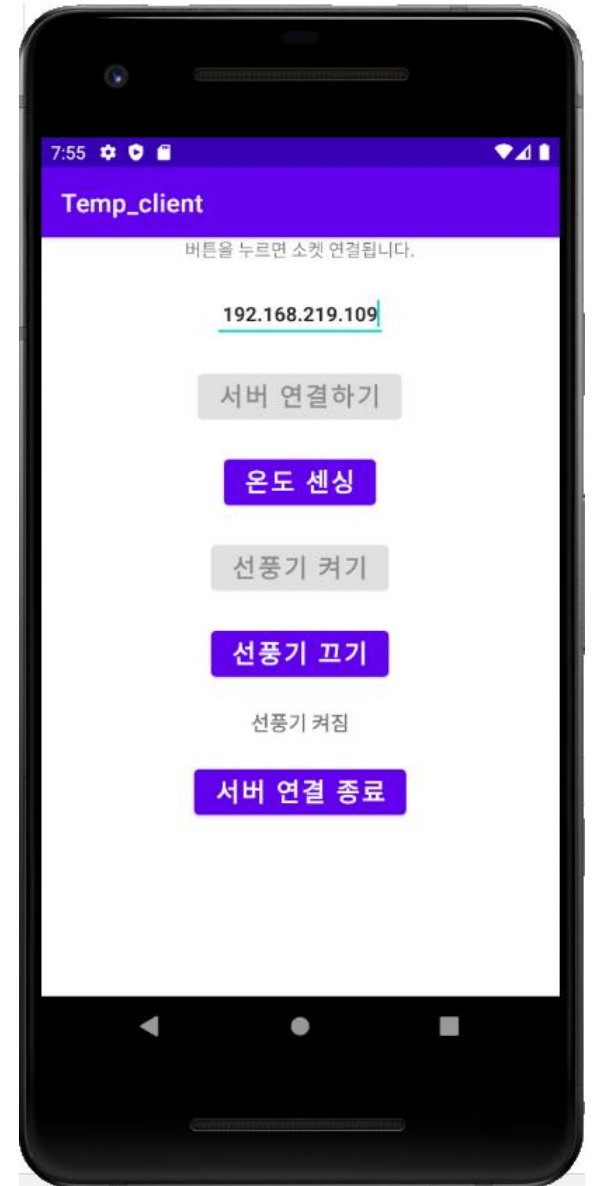 7:55
Temp_client
버튼을 누르면 소켓 연결됩니다.
192.168.219.109
서버 연결하기
온도 센싱
선풍기 켜기
선풍기 끄기
선풍기 켜짐
서버 연결 종료